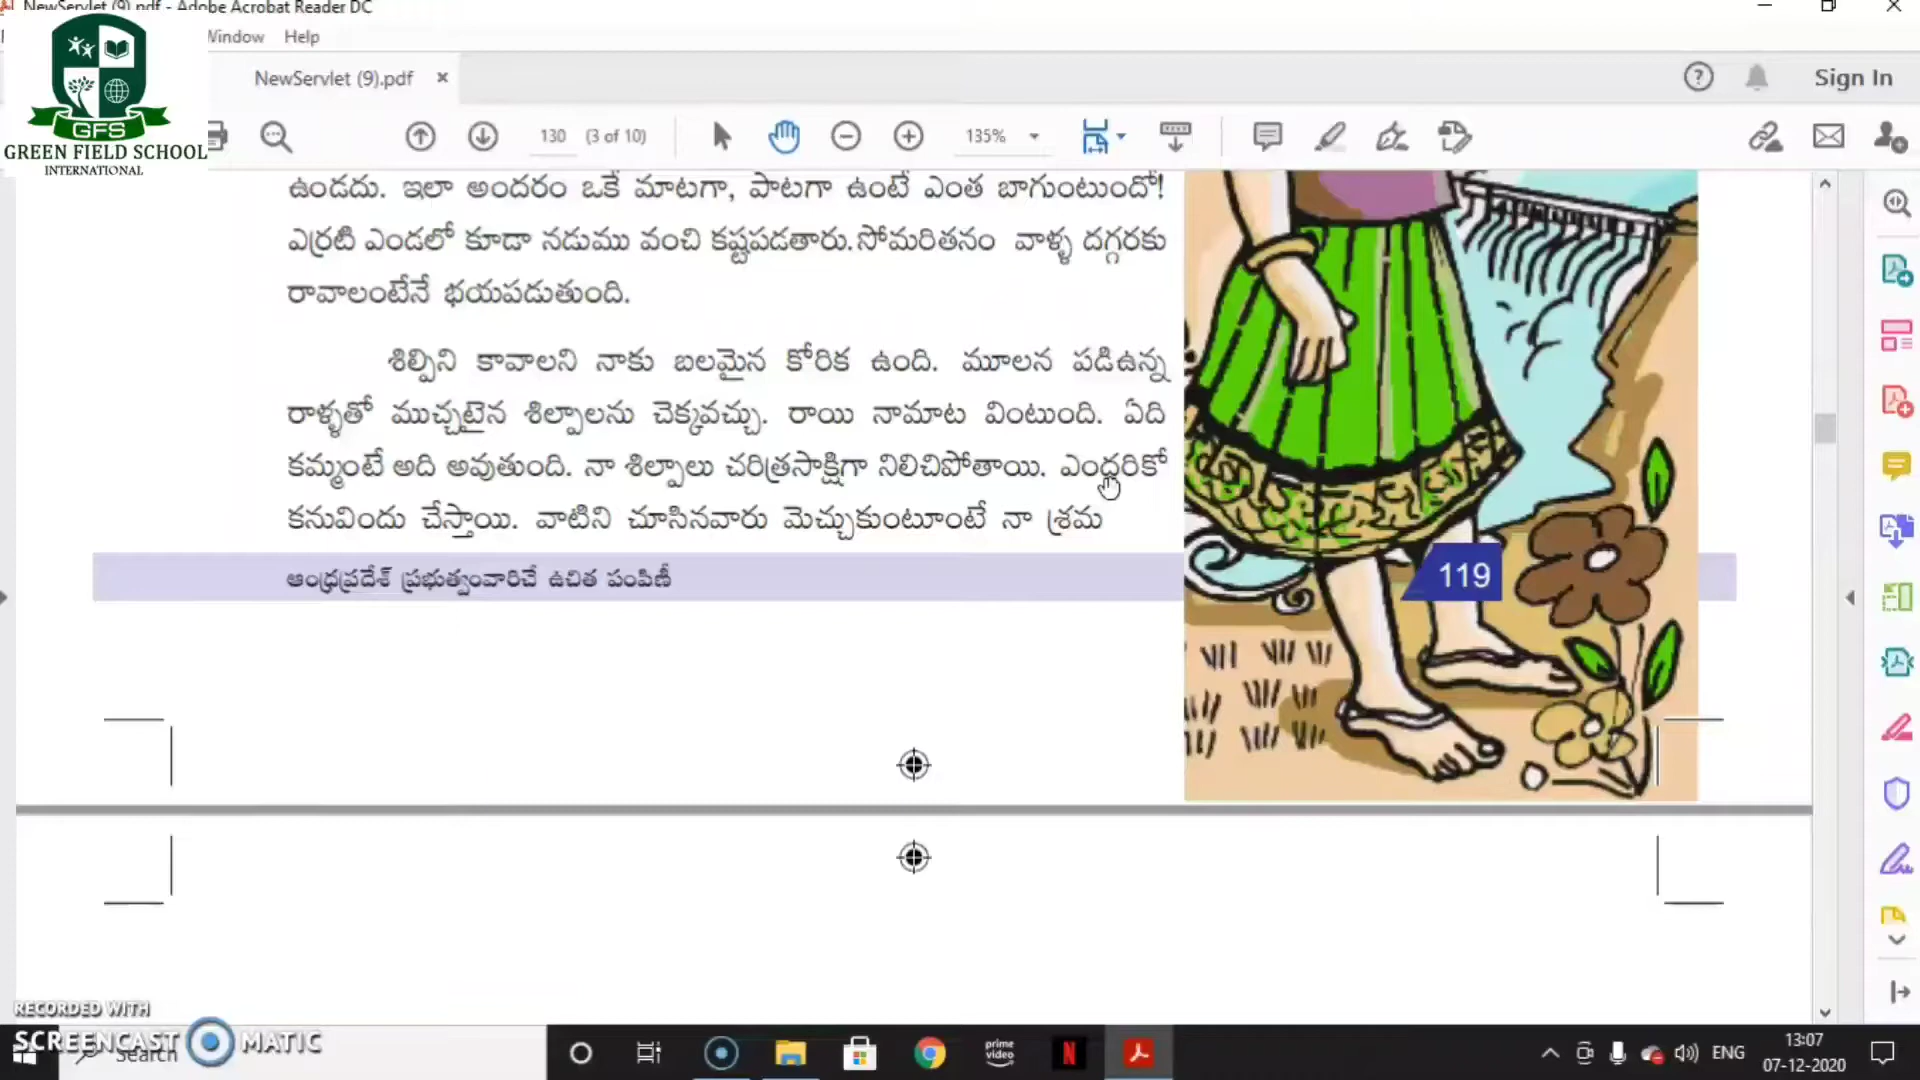 NewServlet (9).pdf - Adobe Acrobat Reader DC
Window Help
NewServlet (9).pdf
Sign In
130 (3 of 10)
135%
GFS
GREEN FIELD SCHOOL
INTERNATIONAL
ఉండదు. ఇలా అందరం ఒకే మాటగా, పాటగా ఉంటే ఎంత బాగుంటుందో!
ఎర్రటి ఎండలో కూడా నడుము వంచి కష్టపడతారు. సోమరితనం వాళ్ళ దగ్గరకు
రావాలంటేనే భయపడుతుంది.
శిల్పిని కావాలని నాకు బలమైన కోరిక ఉంది. మూలన పడిఉన్న
రాళ్ళతో ముచ్చటైన శిల్పాలను చెక్కవచ్చు. రాయి నామాట వింటుంది. ఏది
కమ్మంటే అది అవుతుంది. నా శిల్పాలు చరిత్రసాక్షిగా నిలిచిపోతాయి. ఎందరికో
కనువిందు చేస్తాయి. వాటిని చూసినవారు మెచ్చుకుంటూంటే నా శ్రమ
ఆంధ్రప్రదేశ్ ప్రభుత్వంవారిచే ఉచిత పంపిణీ
119
RECORDED WITH
SCREENCAST MATIC
Search
prime video
N
ENG
13:07
07-12-2020